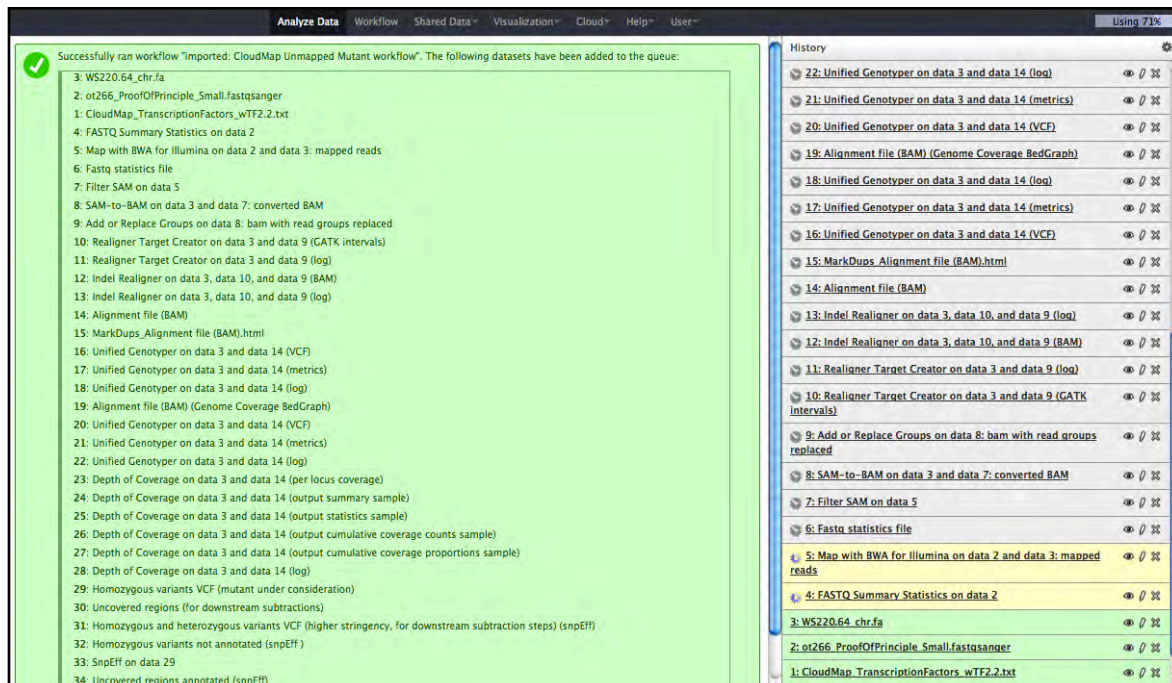 Analyze Data Workflow Shared Data Visualization Cloud Help User Using 71%
Successfully ran workflow "imported: CloudMap Unmapped Mutant workflow". The following datasets have been added to the queue:
3: WS220.64_chr.fa
2: ot266_ProofOfPrinciple_Small.fastqsanger
1: CloudMap_TranscriptionFactors_wTF2.2.txt
4: FASTQ Summary Statistics on data 2
5: Map with BWA for Illumina on data 2 and data 3: mapped reads
6: Fastq statistics file
7: Filter SAM on data 5
8: SAM-to-BAM on data 3 and data 7: converted BAM
9: Add or Replace Groups on data 8: bam with read groups replaced
10: Realigner Target Creator on data 3 and data 9 (GATK intervals)
11: Realigner Target Creator on data 3 and data 9 (log)
12: Indel Realigner on data 3, data 10, and data 9 (BAM)
13: Indel Realigner on data 3, data 10, and data 9 (log)
14: Alignment file (BAM)
15: MarkDups_Alignment file (BAM).html
16: Unified Genotyper on data 3 and data 14 (VCF)
17: Unified Genotyper on data 3 and data 14 (metrics)
18: Unified Genotyper on data 3 and data 14 (log)
19: Alignment file (BAM) (Genome Coverage BedGraph)
20: Unified Genotyper on data 3 and data 14 (VCF)
21: Unified Genotyper on data 3 and data 14 (metrics)
22: Unified Genotyper on data 3 and data 14 (log)
23: Depth of Coverage on data 3 and data 14 (per locus coverage)
24: Depth of Coverage on data 3 and data 14 (output summary sample)
25: Depth of Coverage on data 3 and data 14 (output statistics sample)
26: Depth of Coverage on data 3 and data 14 (output cumulative coverage counts sample)
27: Depth of Coverage on data 3 and data 14 (output cumulative coverage proportions sample)
28: Depth of Coverage on data 3 and data 14 (log)
29: Homozygous variants VCF (mutant under consideration)
30: Uncovered regions (for downstream subtractions)
31: Homozygous and heterozygous variants VCF (higher stringency, for downstream subtraction steps) (snpEff)
32: Homozygous variants not annotated (snpEff )
33: SnpEff on data 29
34: Uncovered regions annotated (snpEff)
History
22: Unified Genotyper on data 3 and data 14 (log)
21: Unified Genotyper on data 3 and data 14 (metrics)
20: Unified Genotyper on data 3 and data 14 (VCF)
19: Alignment file (BAM) (Genome Coverage BedGraph)
18: Unified Genotyper on data 3 and data 14 (log)
17: Unified Genotyper on data 3 and data 14 (metrics)
16: Unified Genotyper on data 3 and data 14 (VCF)
15: MarkDups_Alignment file (BAM).html
14: Alignment file (BAM)
13: Indel Realigner on data 3, data 10, and data 9 (log)
12: Indel Realigner on data 3, data 10, and data 9 (BAM)
11: Realigner Target Creator on data 3 and data 9 (log)
10: Realigner Target Creator on data 3 and data 9 (GATK
intervals)
9: Add or Replace Groups on data 8: bam with read groups
replaced
8: SAM-to-BAM on data 3 and data 7: converted BAM
7: Filter SAM on data 5
6: Fastq statistics file
5: Map with BWA for Illumina on data 2 and data 3: mapped
reads
4: FASTQ Summary Statistics on data 2
3: WS220.64_chr.fa
2: ot266_ProofOfPrinciple_Small.fastqsanger
1: CloudMap_TranscriptionFactors_wTF2.2.txt